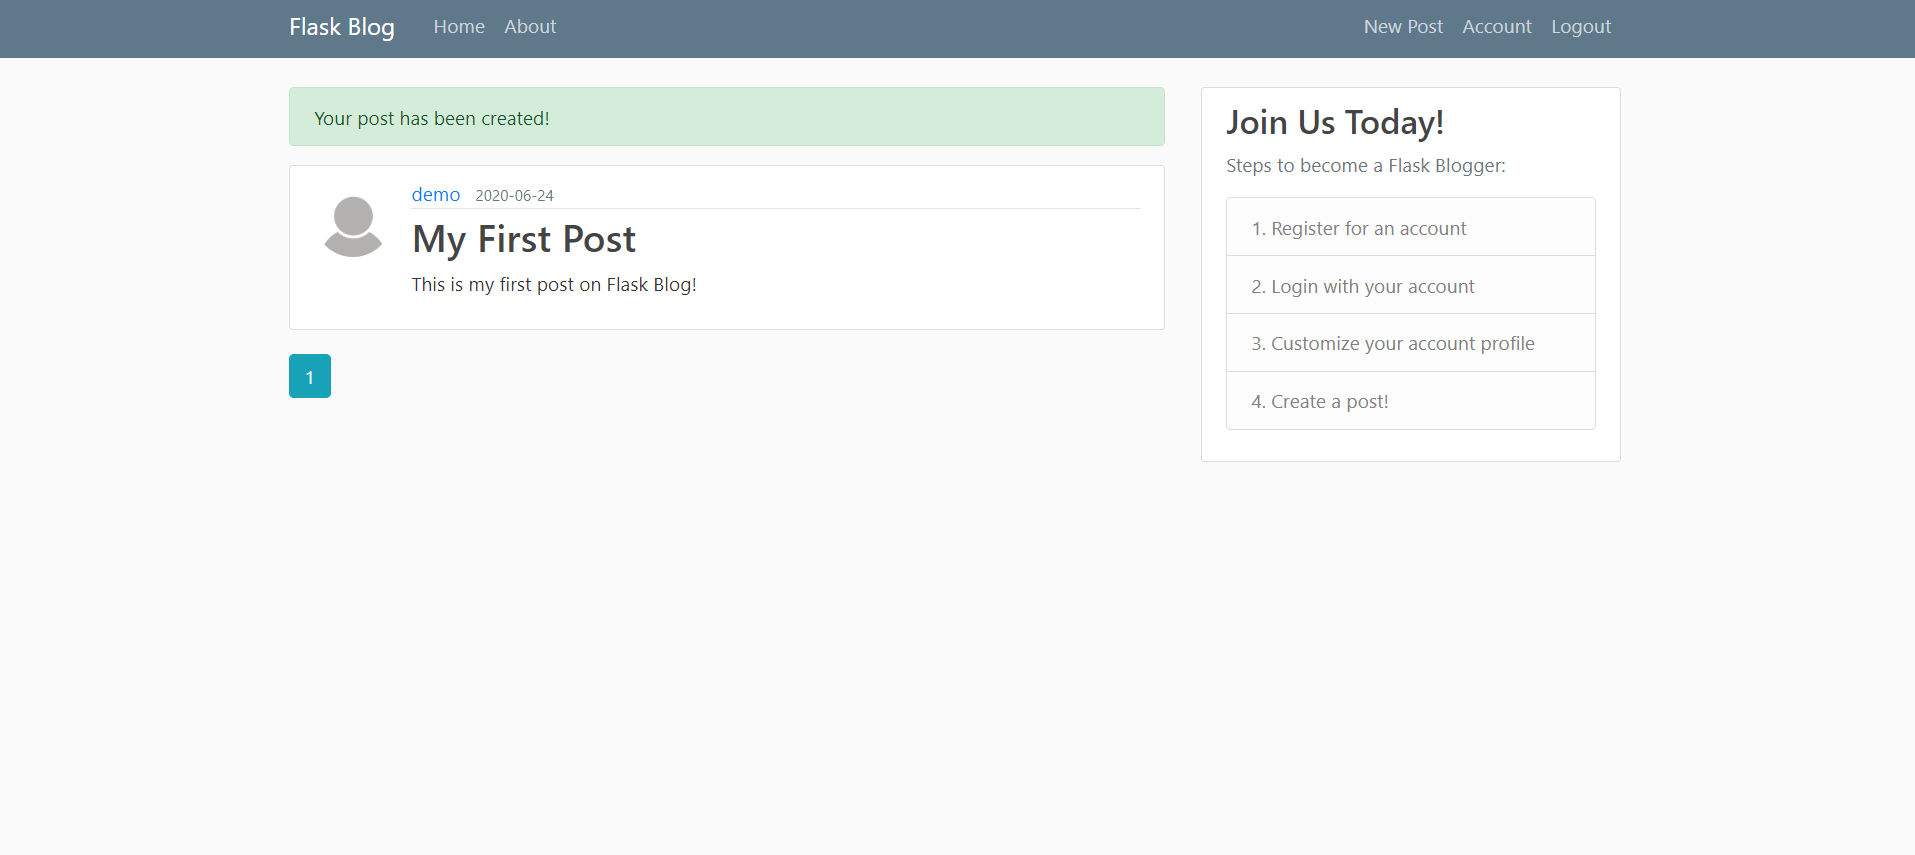 Flask Blog Home About New Post Account Logout
Your post has been created!
demo 2020-06-24
My First Post
This is my first post on Flask Blog!
1
Join Us Today!
Steps to become a Flask Blogger:
1. Register for an account
2. Login with your account
3. Customize your account profile
4. Create a post!